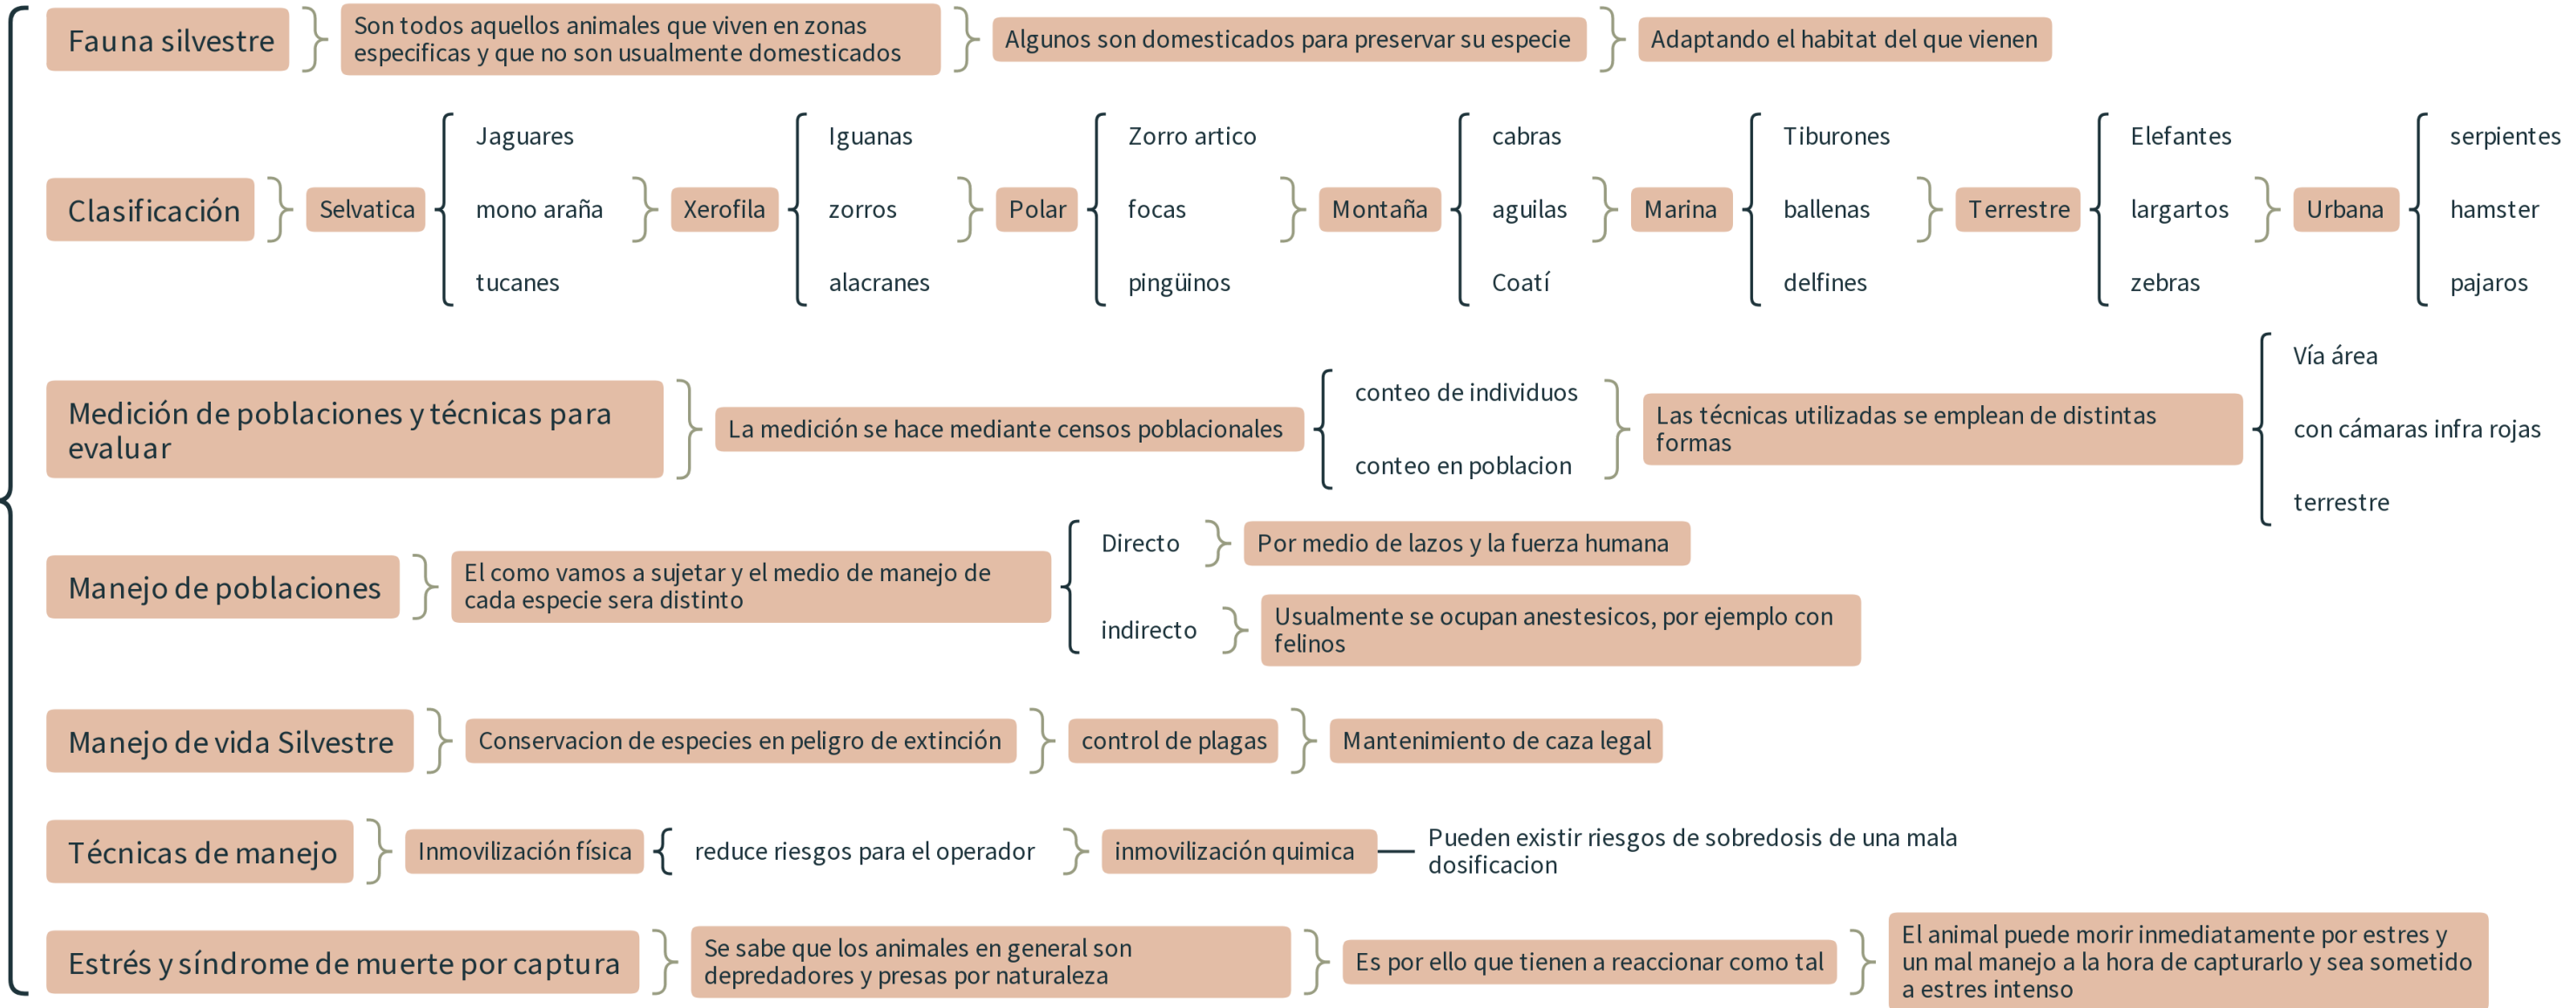 Fauna silvestre
Son todos aquellos animales que viven en zonas
especificas y que no son usualmente domesticados
Algunos son domesticados para preservar su especie
Adaptando el habitat del que vienen
Clasificación
Selvatica
Jaguares
mono araña
tucanes
Xerofila
Iguanas
zorros
alacranes
Polar
Zorro artico
focas
pingüinos
Montaña
cabras
aguilas
Coatí
Marina
Tiburones
ballenas
delfines
Terrestre
Elefantes
largartos
zebras
Urbana
serpientes
hamster
pajaros
Medición de poblaciones y técnicas para
evaluar
La medición se hace mediante censos poblacionales
conteo de individuos
conteo en poblacion
Las técnicas utilizadas se emplean de distintas
formas
Vía área
con cámaras infra rojas
terrestre
Manejo de poblaciones
El como vamos a sujetar y el medio de manejo de
cada especie sera distinto
Directo
Por medio de lazos y la fuerza humana
indirecto
Usualmente se ocupan anestesicos, por ejemplo con
felinos
Manejo de vida Silvestre
Conservacion de especies en peligro de extinción
control de plagas
Mantenimiento de caza legal
Técnicas de manejo
Inmovilización física
reduce riesgos para el operador
inmovilización quimica
Pueden existir riesgos de sobredosis de una mala
dosificacion
Estrés y síndrome de muerte por captura
Se sabe que los animales en general son
depredadores y presas por naturaleza
Es por ello que tienen a reaccionar como tal
El animal puede morir inmediatamente por estres y
un mal manejo a la hora de capturarlo y sea sometido
a estres intenso